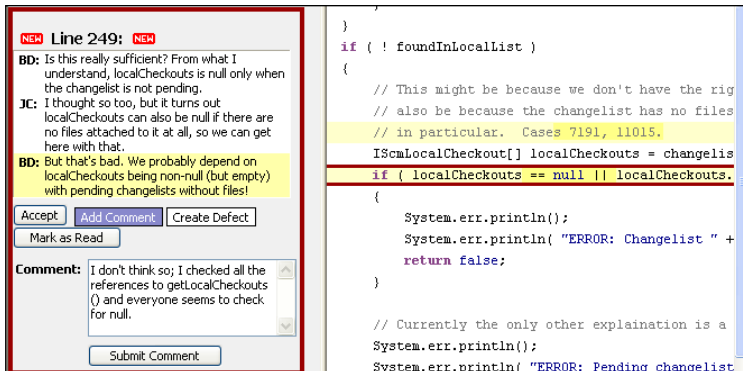 NEW Line 249: NEW
BD: Is this really sufficient? From what I
understand, localCheckouts is null only when
the changelist is not pending.
JC: I thought so too, but it turns out
localCheckouts can also be null if there are
no files attached to it at all, so we can get
here with that.
BD: But that's bad. We probably depend on
localCheckouts being non-null (but empty)
with pending changelists without files!
Accept Add Comment Create Defect
Mark as Read
Comment: I don't think so; I checked all the
references to getLocalCheckouts
() and everyone seems to check
for null.
Submit Comment
}
if ( ! foundInLocalList )
{
// This might be because we don't have the rig
// also be because the changelist has no files
// in particular.  Cases 7191, 11015.
IScmLocalCheckout[] localCheckouts = changelis
if ( localCheckouts == null || localCheckouts.
{
System.err.println();
System.err.println( "ERROR: Changelist " +
return false;
}
// Currently the only other explaination is a
System.err.println();
System.err.println( "ERROR: Pending changelist